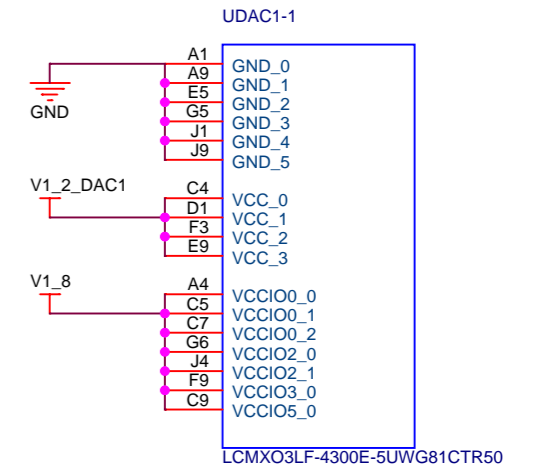 UDAC1-1
A1 GND_0
A9 GND_1
E5 GND_2
G5 GND_3
J1 GND_4
J9 GND_5
GND
V1_2_DAC1
C4 VCC_0
D1 VCC_1
F3 VCC_2
E9 VCC_3
V1_8
A4 VCCIO0_0
C5 VCCIO0_1
C7 VCCIO0_2
G6 VCCIO2_0
J4 VCCIO2_1
F9 VCCIO3_0
C9 VCCIO5_0
LCMXO3LF-4300E-5UWG81CTR50